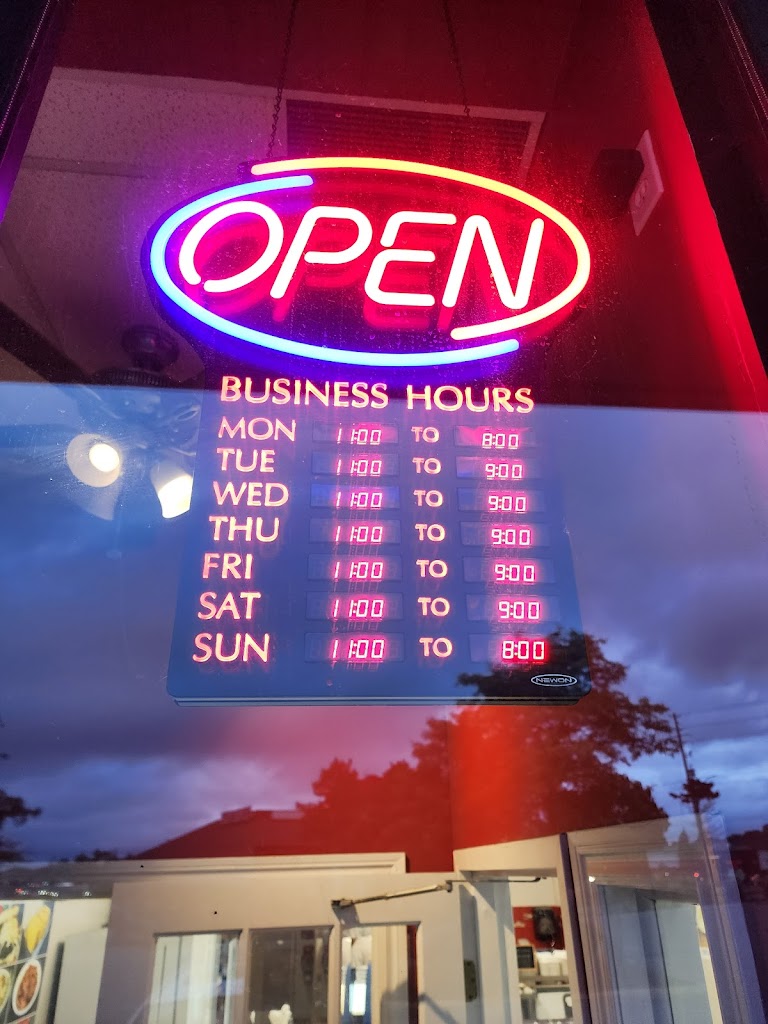 OPEN
BUSINESS HOURS
MON 11:00 TO 8:00
TUE 11:00 TO 9:00
WED 11:00 TO 9:00
THU 11:00 TO 9:00
FRI 11:00 TO 9:00
SAT 11:00 TO 9:00
SUN 11:00 TO 8:00
NEWON